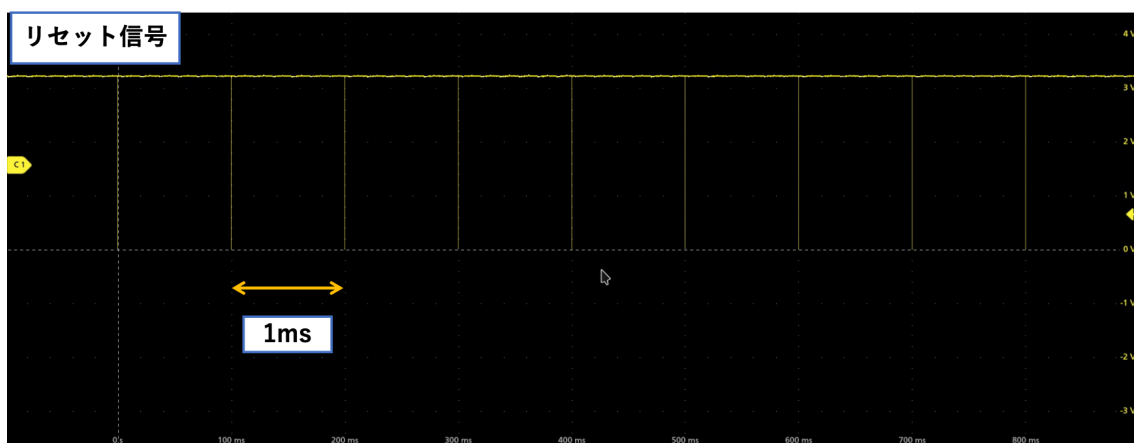 リセット信号
4 V
3 V
C 1
2 V
1 V
0 V
1ms
-1 V
-2 V
-3 V
0 s
100 ms
200 ms
300 ms
400 ms
500 ms
600 ms
700 ms
800 ms